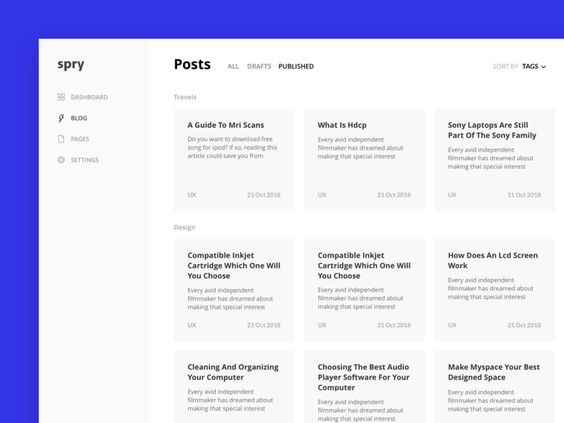 spry
DASHBOARD
BLOG
PAGES
SETTINGS
Posts ALL DRAFTS PUBLISHED
SORT BY TAGS
Travels
A Guide To Mri Scans
Do you want to download free
song for ipod? If so, reading this
article could save you from
UX 21 Oct 2018
What Is Hdcp
Every avid independent
filmmaker has dreamed about
making that special interest
UX 21 Oct 2018
Sony Laptops Are Still
Part Of The Sony Family
Every avid independent
filmmaker has dreamed about
making that special interest
UX 21 Oct 2018
Design
Compatible Inkjet
Cartridge Which One Will
You Choose
Every avid independent
filmmaker has dreamed about
making that special interest
UX 21 Oct 2018
Compatible Inkjet
Cartridge Which One Will
You Choose
Every avid independent
filmmaker has dreamed about
making that special interest
UX 21 Oct 2018
How Does An Lcd Screen
Work
Every avid independent
filmmaker has dreamed about
making that special interest
UX 21 Oct 2018
Cleaning And Organizing
Your Computer
Every avid independent
filmmaker has dreamed about
making that special interest
Choosing The Best Audio
Player Software For Your
Computer
Every avid independent
filmmaker has dreamed about
making that special interest
Make Myspace Your Best
Designed Space
Every avid independent
filmmaker has dreamed about
making that special interest